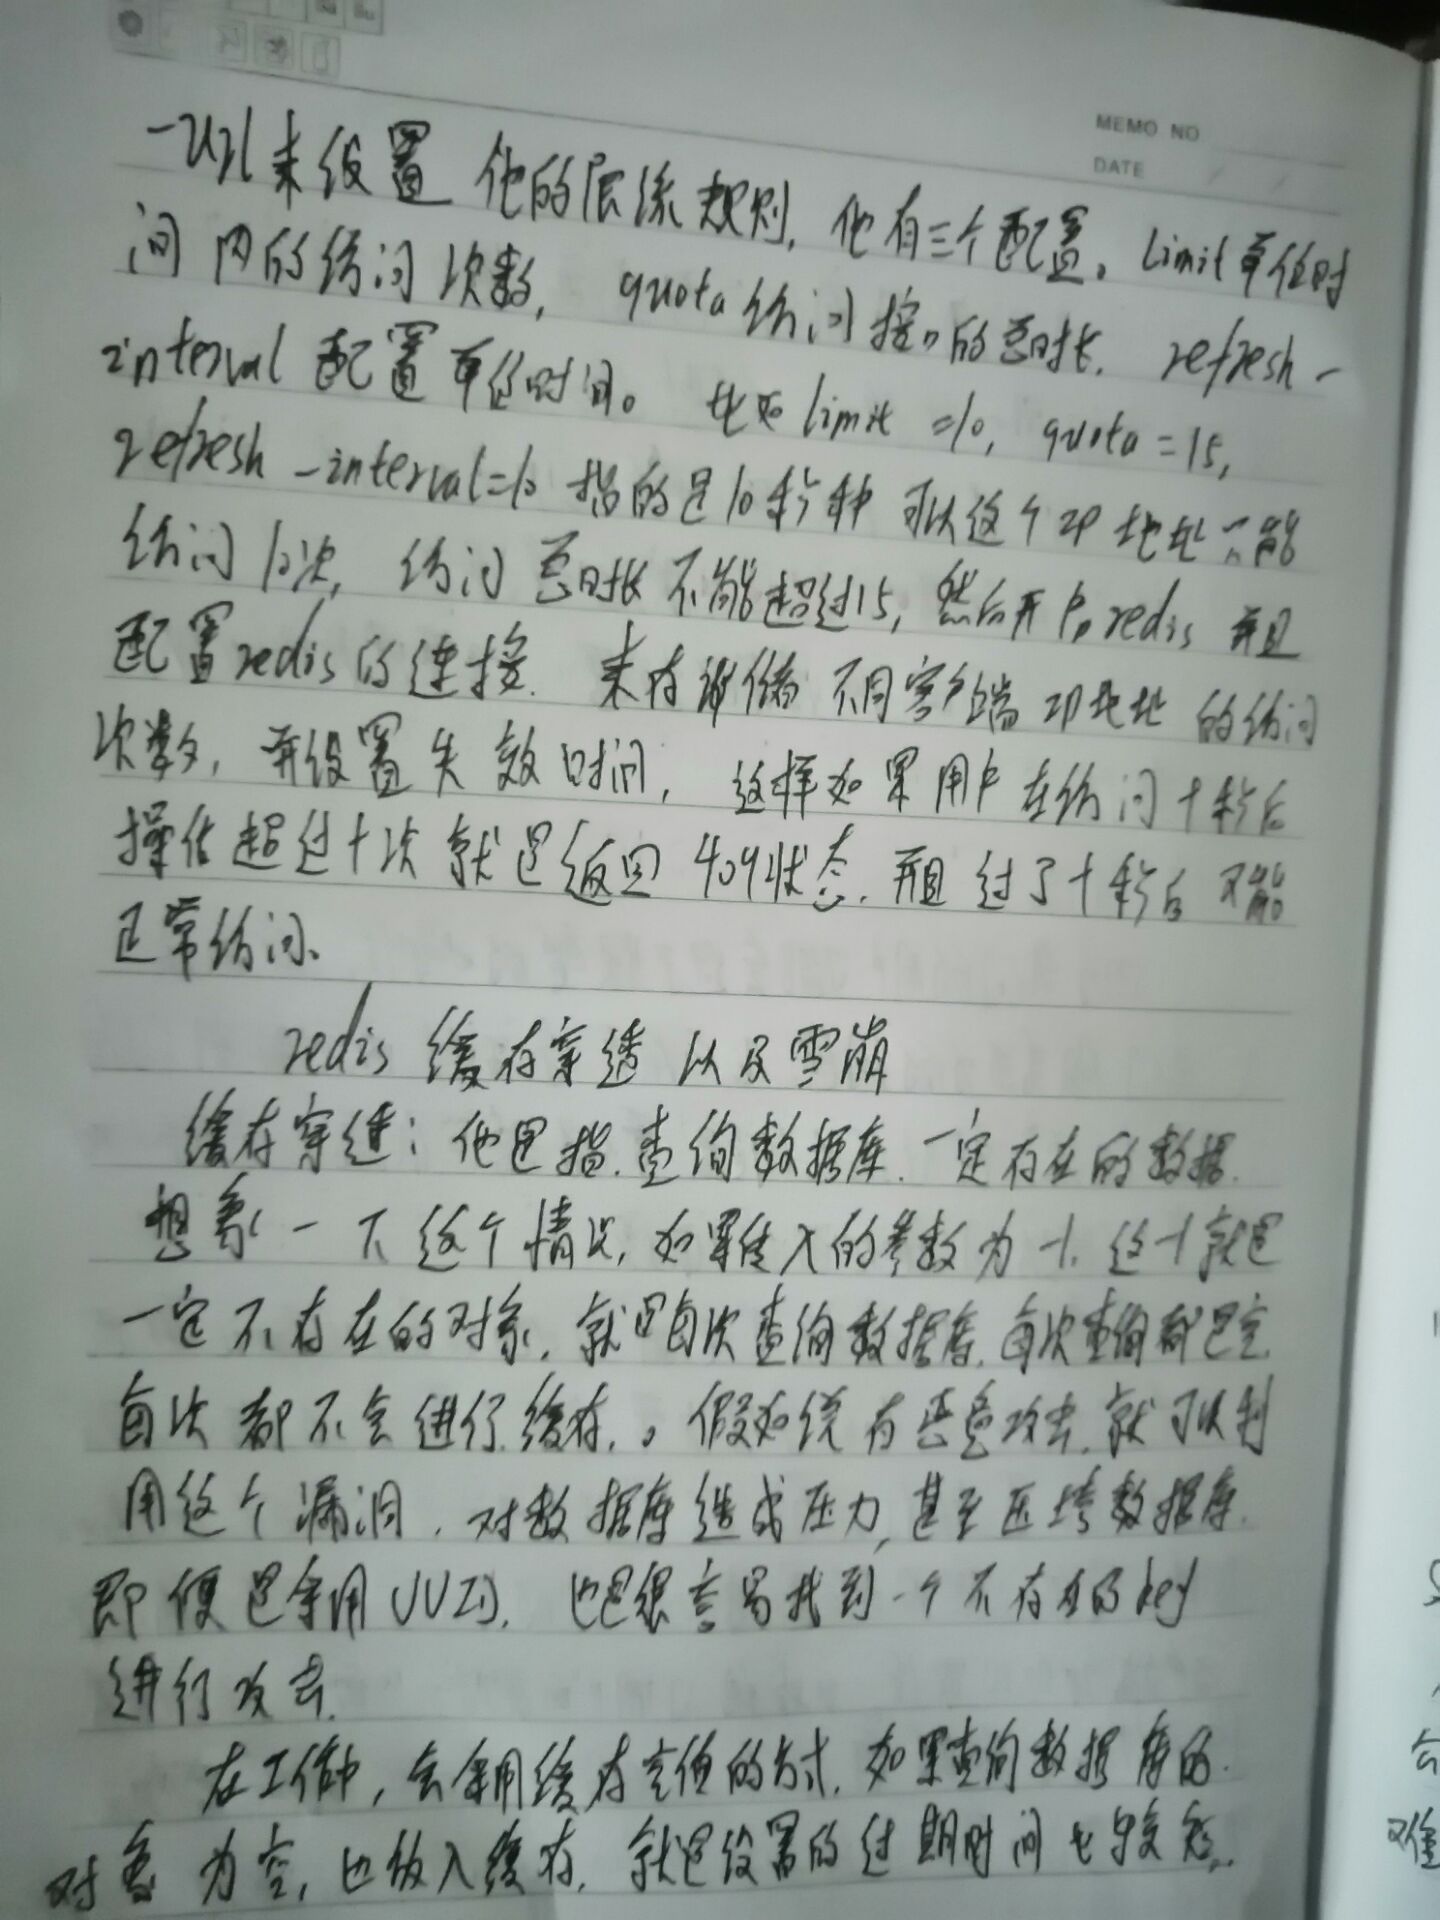 MEMO NO
DATE
一url来设置他的限流规则, 他有三个配置。limit单位时
间内的访问次数, quota访问接口的总时长. refresh-
interval配置单位时间。比如limit=10, quota=15,
refresh-interval=10指的是10秒种可以这个IP地址只能
访问10次, 访问总时长不能超过15, 然后开启redis并且
配置redis的连接. 来存储 不同客户端IP地址的访问
次数, 并设置失效时间, 这样如果用户在访问十秒后
操作超过十次就是返回409状态. 并且过了十秒后又能
正常访问、
redis缓存穿透以及雪崩
缓存穿透: 他是指.查询数据库.一定存在的数据.
想象一下这个情况, 如果传入的参数为-1. 这-1就是
一定不存在的对象. 就是每次查询数据库. 每次查询都是空.
每次都不会进行.缓存.。假如说有恶意攻击.就可以利
用这个漏洞. 对数据库造成压力, 甚至压垮数据库.
即便是采用UUID. 也是很容易找到一个不存在的key
进行攻击.
在工作中, 会采用缓存空值的方式. 如果查询数据库的.
对象为空, 也放入缓存. 就是设置的过期时间也较短..